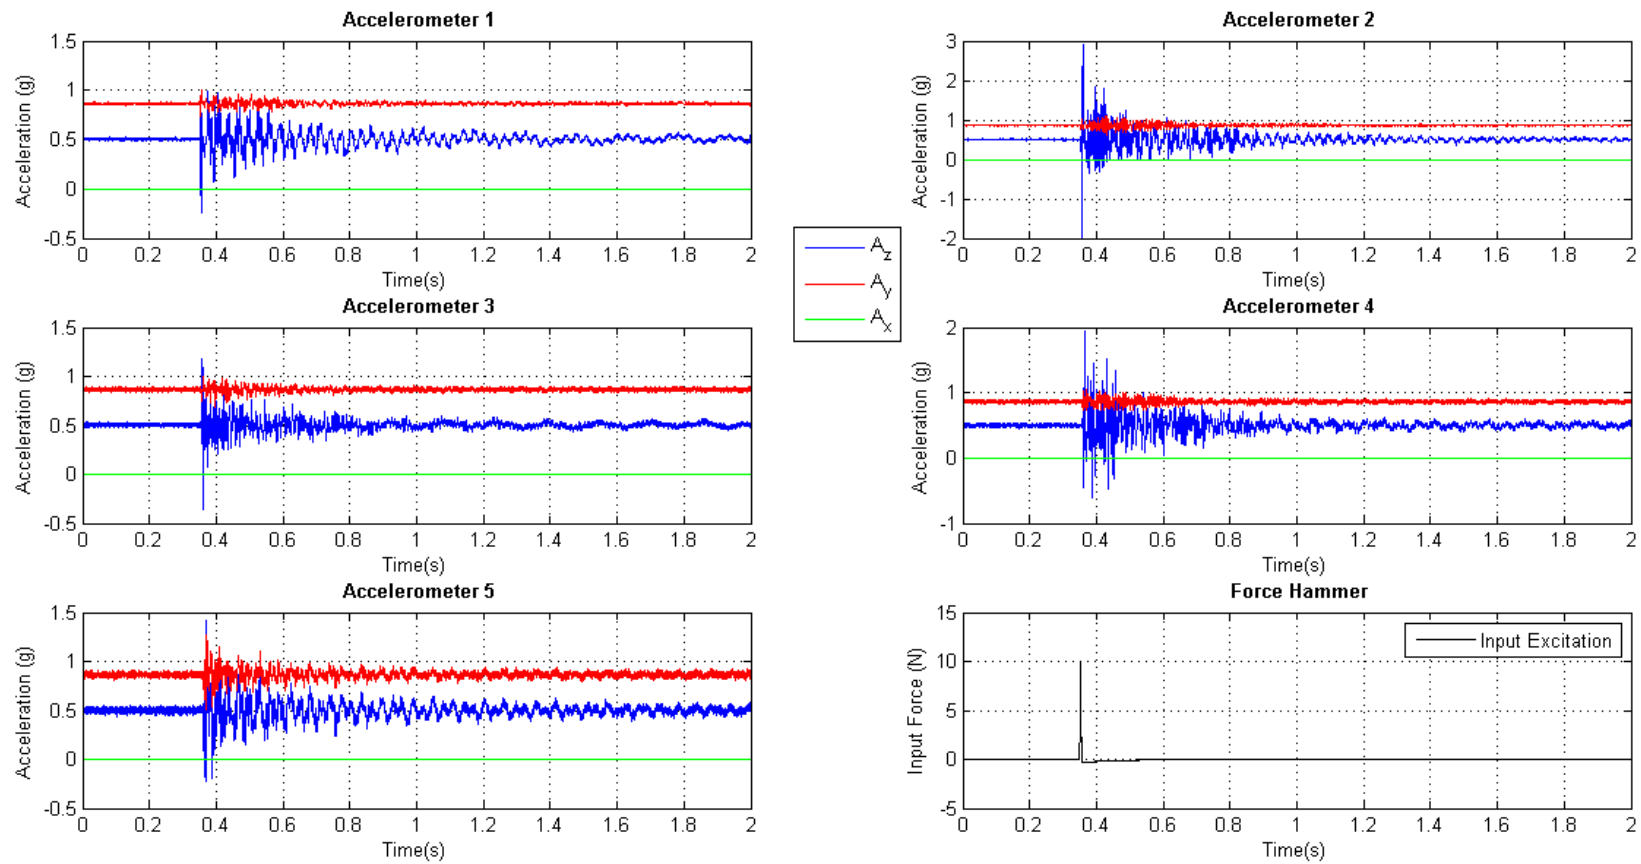 Accelerometer 1
Acceleration (g)
1.5
1
0.5
0
-0.5
0 0.2 0.4 0.6 0.8 1 1.2 1.4 1.6 1.8 2
Time(s)
Accelerometer 2
Acceleration (g)
3
2
1
0
-1
-2
0 0.2 0.4 0.6 0.8 1 1.2 1.4 1.6 1.8 2
Time(s)
A_z
A_y
A_x
Accelerometer 3
Acceleration (g)
1.5
1
0.5
0
-0.5
0 0.2 0.4 0.6 0.8 1 1.2 1.4 1.6 1.8 2
Time(s)
Accelerometer 4
Acceleration (g)
2
1
0
-1
0 0.2 0.4 0.6 0.8 1 1.2 1.4 1.6 1.8 2
Time(s)
Accelerometer 5
Acceleration (g)
1.5
1
0.5
0
-0.5
0 0.2 0.4 0.6 0.8 1 1.2 1.4 1.6 1.8 2
Time(s)
Force Hammer
Input Force (N)
15
10
5
0
-5
Input Excitation
0 0.2 0.4 0.6 0.8 1 1.2 1.4 1.6 1.8 2
Time(s)